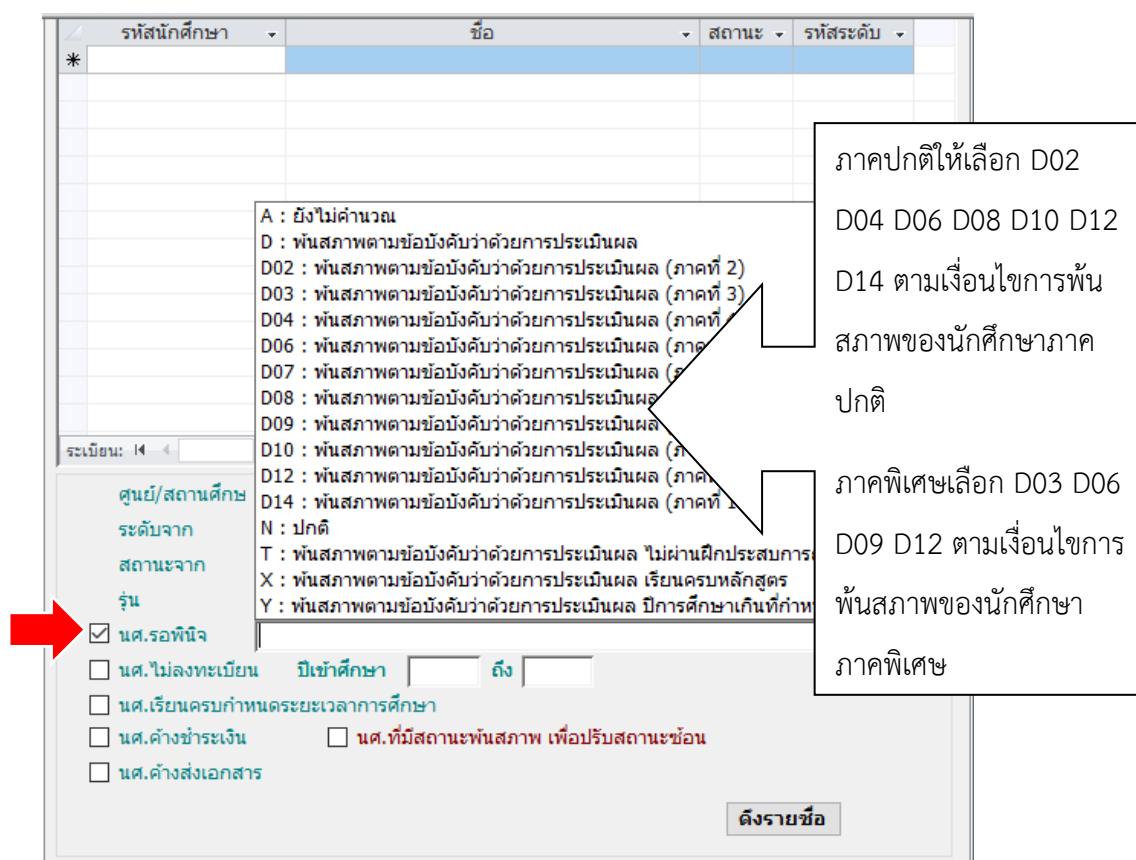 รหัสนักศึกษา ชื่อ สถานะ รหัสระดับ
ภาคปกติให้เลือก D02
D04 D06 D08 D10 D12
D14 ตามเงื่อนไขการพ้น
สภาพของนักศึกษาภาค
ปกติ
ภาคพิเศษเลือก D03 D06
D09 D12 ตามเงื่อนไขการ
พ้นสภาพของนักศึกษา
ภาคพิเศษ
A : ยังไม่คำนวณ
D : พ้นสภาพตามข้อบังคับว่าด้วยการประเมินผล
D02 : พ้นสภาพตามข้อบังคับว่าด้วยการประเมินผล (ภาคที่ 2)
D03 : พ้นสภาพตามข้อบังคับว่าด้วยการประเมินผล (ภาคที่ 3)
D04 : พ้นสภาพตามข้อบังคับว่าด้วยการประเมินผล (ภาคที่
D06 : พ้นสภาพตามข้อบังคับว่าด้วยการประเมินผล
D07 : พ้นสภาพตามข้อบังคับว่าด้วยการประเมินผล
D08 : พ้นสภาพตามข้อบังคับว่าด้วยการประเมินผล
D09 : พ้นสภาพตามข้อบังคับว่าด้วยการประเมินผล
D10 : พ้นสภาพตามข้อบังคับว่าด้วยการประเมินผล
D12 : พ้นสภาพตามข้อบังคับว่าด้วยการประเมินผล
D14 : พ้นสภาพตามข้อบังคับว่าด้วยการประเมินผล (ภาคที่
N : ปกติ
T : พ้นสภาพตามข้อบังคับว่าด้วยการประเมินผล
X : พ้นสภาพตามข้อบังคับว่าด้วยการประเมินผล เรียนครบหลักสูตร
Y : พ้นสภาพตามข้อบังคับว่าด้วยการประเมินผล
ระเบียน:
ศูนย์/สถานศึกษ
ระดับจาก
สถานะจาก
รุ่น
นศ.รอพินิจ
นศ.ไม่ลงทะเบียน ปีเข้าศึกษา ถึง
นศ.เรียนครบกำหนดระยะเวลาการศึกษา
นศ.ค้างชำระเงิน นศ.ที่มีสถานะพ้นสภาพ เพื่อปรับสถานะซ้อน
นศ.ค้างส่งเอกสาร
ดึงรายชื่อ